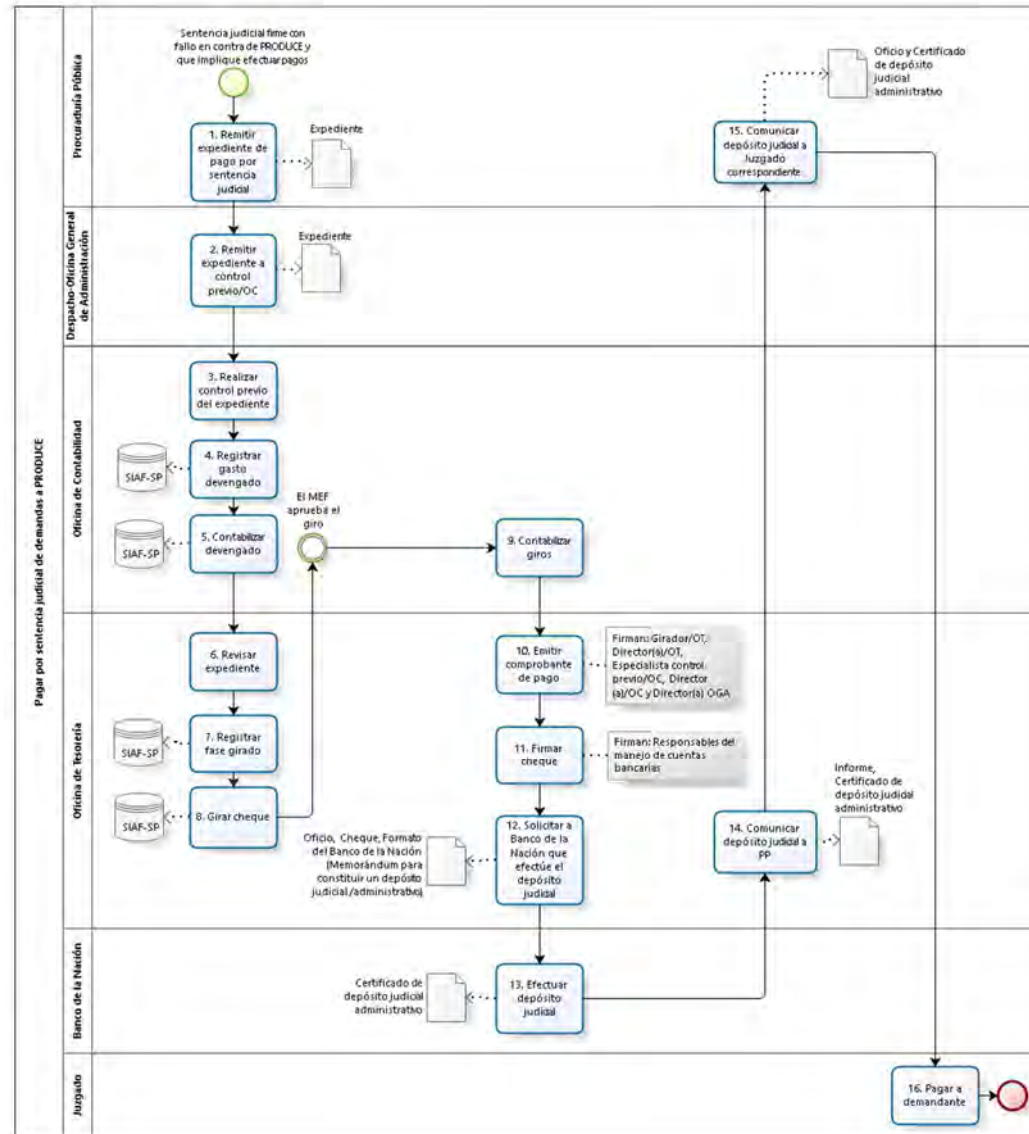 Pagar por sentencia judicial de demandas a PRODUCE
Procuraduría Pública
Sentencia judicial firme con
fallo en contra de PRODUCE y
que implique efectuar pagos
1. Remitir
expediente de
pago por
sentencia
judicial
Expediente
15. Comunicar
depósito judicial a
Juzgado
correspondiente
Oficio y Certificado
de depósito
judicial
administrativo
Despacho-Oficina General
de Administración
2. Remitir
expediente a
control
previo/OC
Expediente
Oficina de Contabilidad
3. Realizar
control previo
del expediente
4. Registrar
gasto
devengado
SIAF-SP
5. Contabilizar
devengado
SIAF-SP
El MEF
aprueba el
giro
9. Contabilizar
giros
Oficina de Tesorería
6. Revisar
expediente
7. Registrar
fase girado
SIAF-SP
8. Girar cheque
SIAF-SP
10. Emitir
comprobante
de pago
Firman: Girador/OT,
Director(a)/OT,
Especialista control
previo/OC, Director
(a)/OC y Director(a) OGA
11. Firmar
cheque
Firman: Responsables del
manejo de cuentas
bancarias
12. Solicitar a
Banco de la
Nación que
efectúe el
depósito
judicial
Oficio, Cheque, Formato
del Banco de la Nación
(Memorándum para
constituir un depósito
judicial/administrativo)
14. Comunicar
depósito judicial a
PP
Informe,
Certificado de
depósito judicial
administrativo
Banco de la Nación
13. Efectuar
depósito
judicial
Certificado de
depósito judicial
administrativo
Juzgado
16. Pagar a
demandante